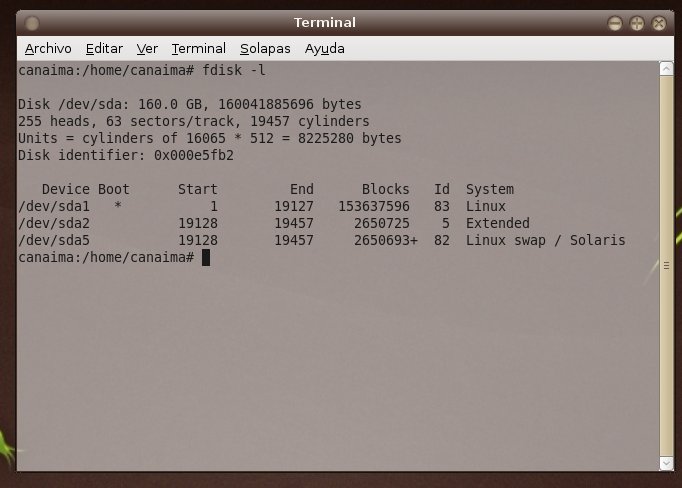 Terminal
Archivo Editar Ver Terminal Solapas Ayuda
canaima:/home/canaima# fdisk -l
Disk /dev/sda: 160.0 GB, 160041885696 bytes
255 heads, 63 sectors/track, 19457 cylinders
Units = cylinders of 16065 * 512 = 8225280 bytes
Disk identifier: 0x000e5fb2
Device Boot Start End Blocks Id System
/dev/sda1 * 1 19127 153637596 83 Linux
/dev/sda2 19128 19457 2650725 5 Extended
/dev/sda5 19128 19457 2650693+ 82 Linux swap / Solaris
canaima:/home/canaima#